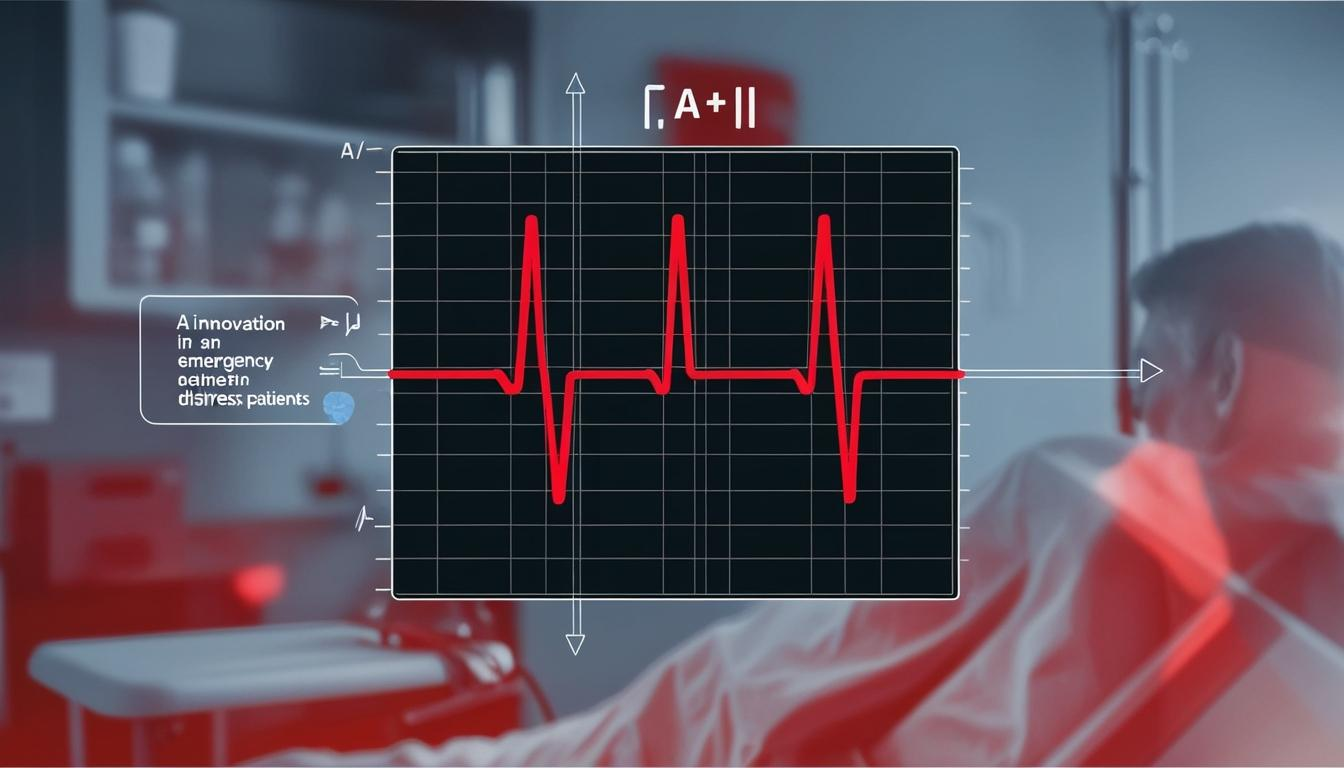 A+||
A/—
A innovation
in an
emergency
distress patients